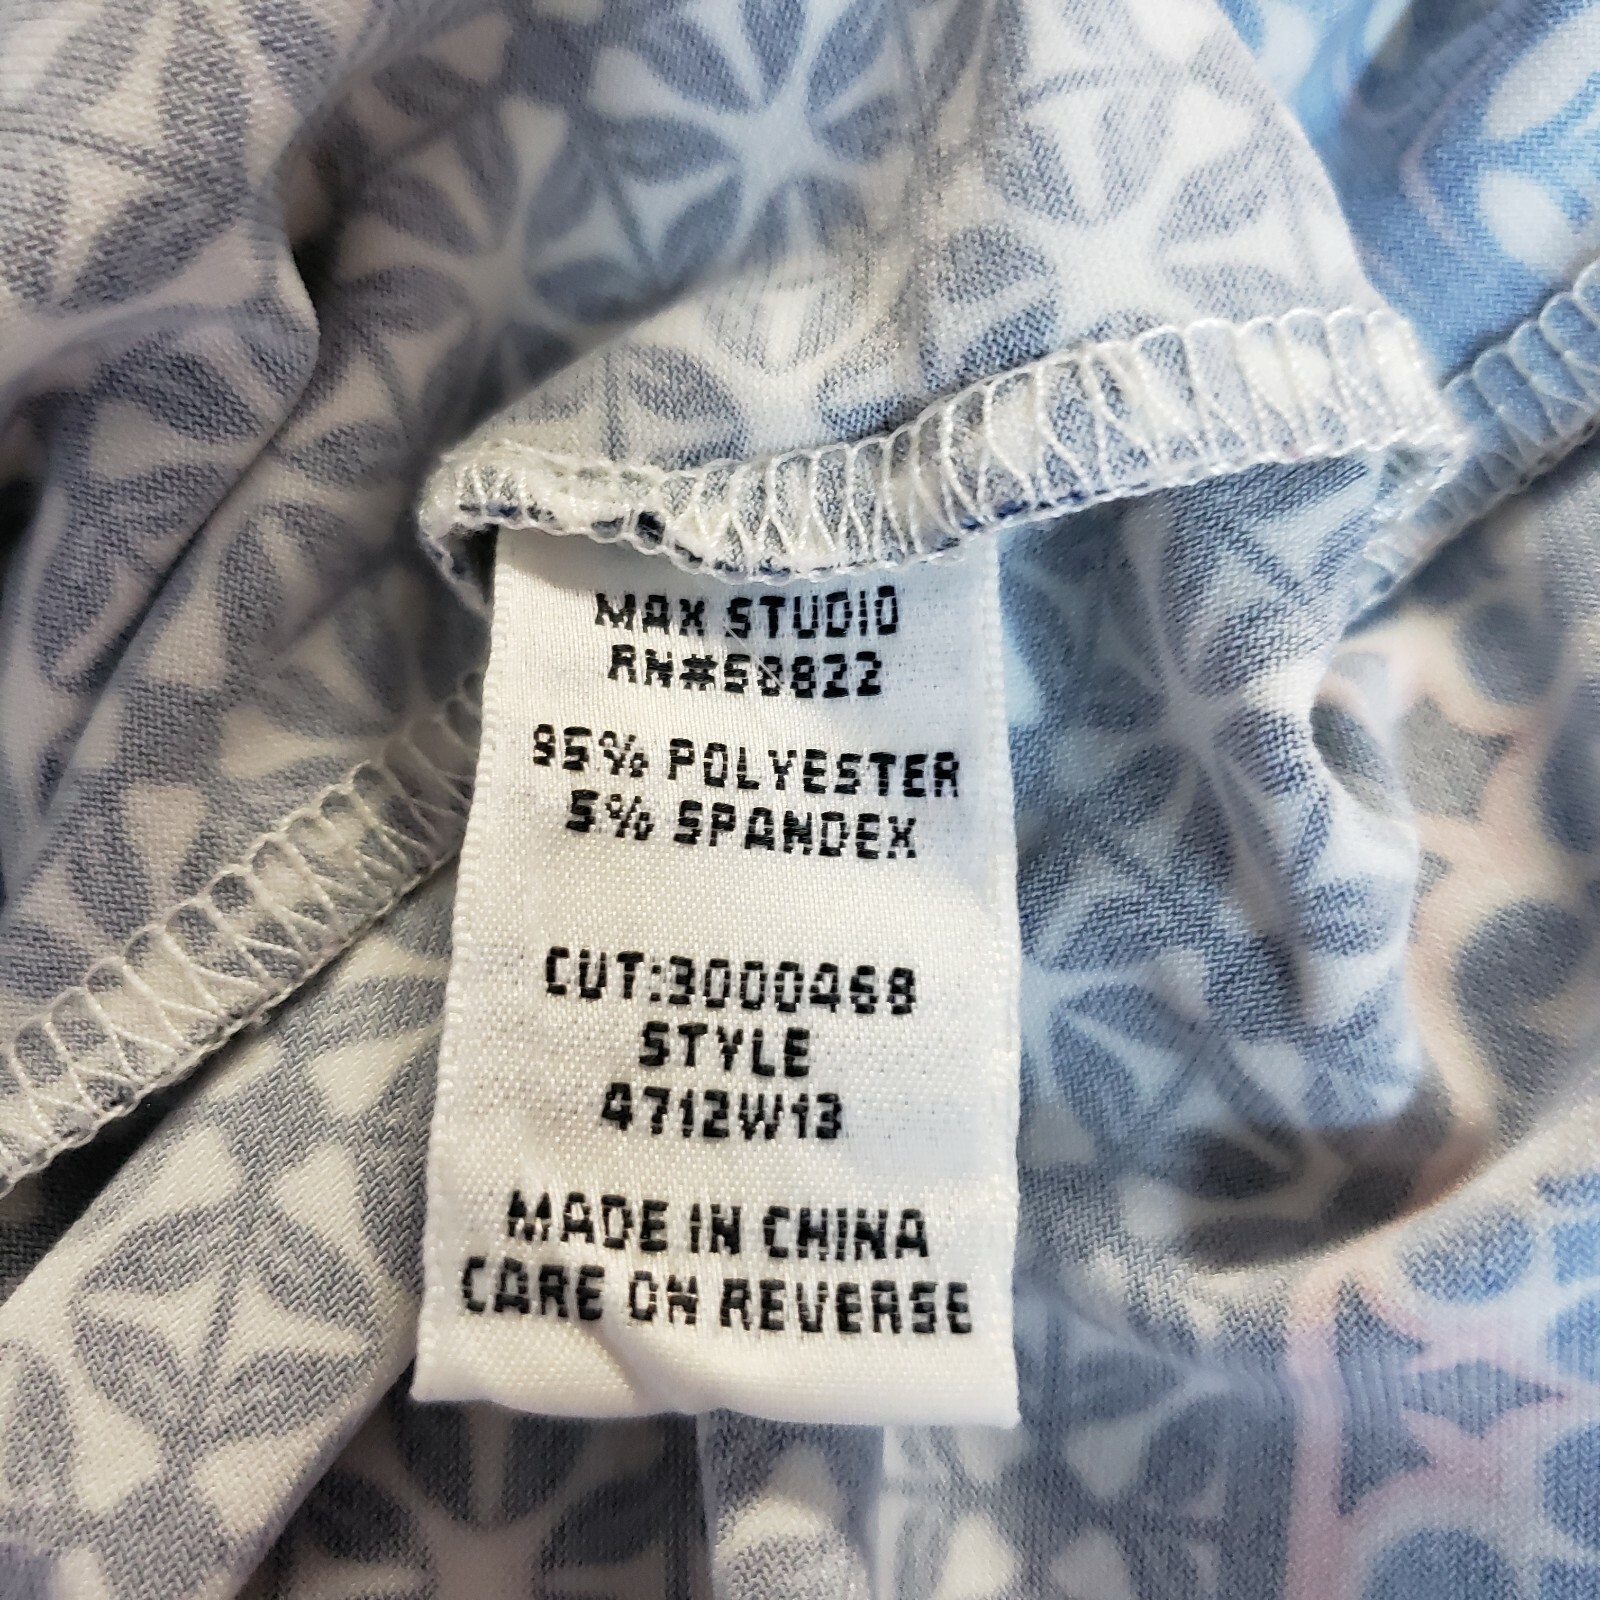 MAX STUDIO
RN#58822
95% POLYESTER
5% SPANDEX
CUT:3000468
STYLE
4712W13
MADE IN CHINA
CARE ON REVERSE